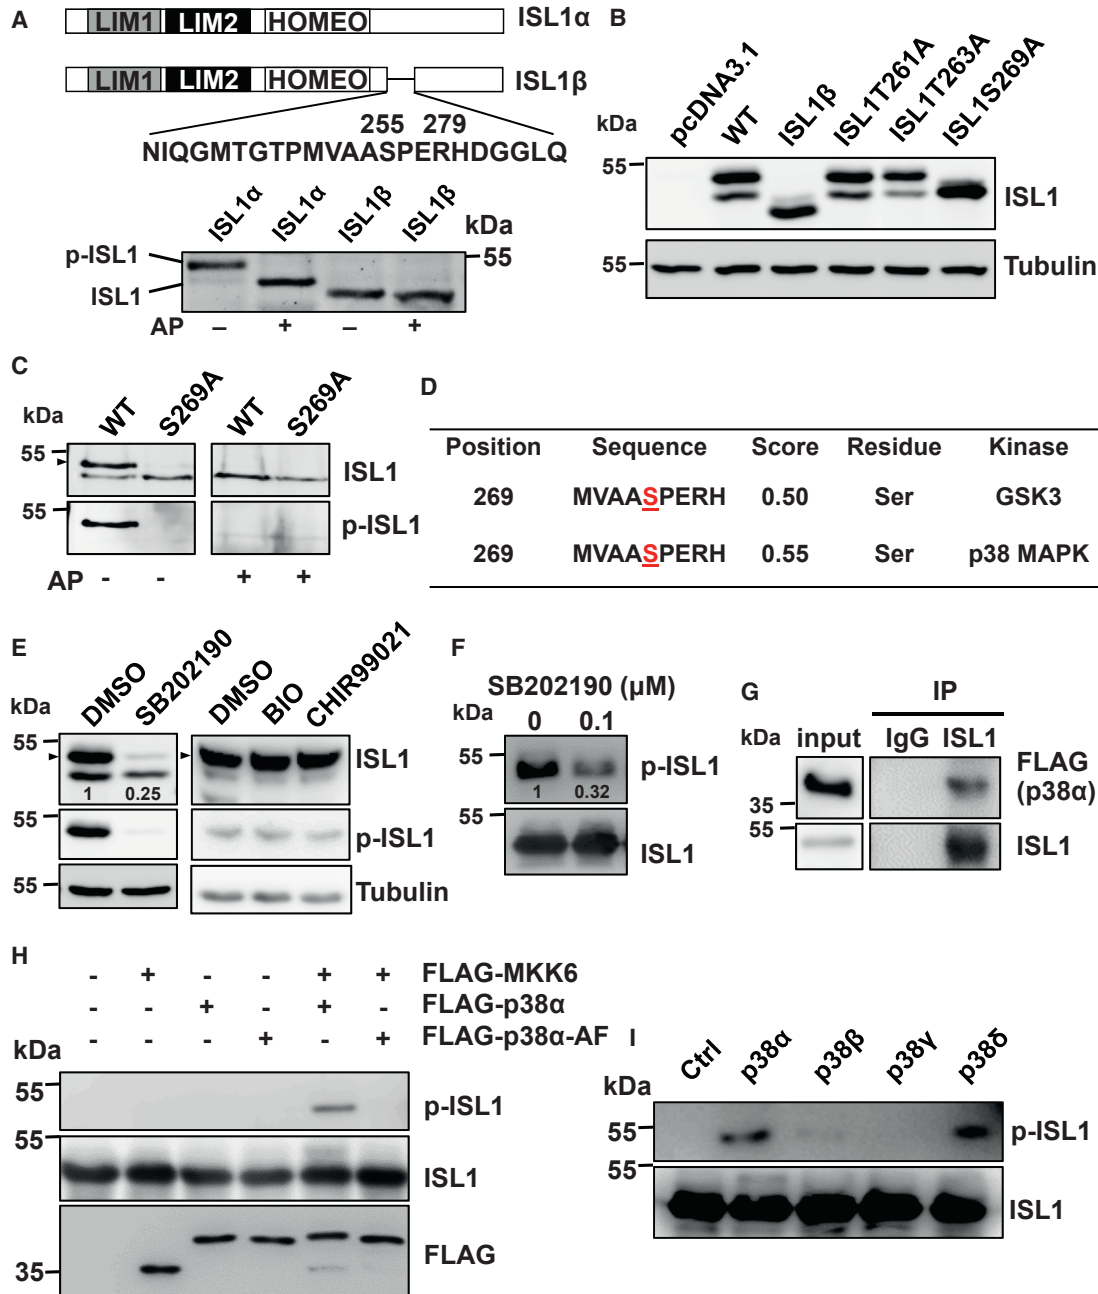 A
LIM1 LIM2 HOMEO ISL1α
LIM1 LIM2 HOMEO ISL1β
255 279
NIQGMTGTPMVAASPERHDGGLQ
ISL1α ISL1α ISL1β ISL1β kDa
p-ISL1 55
ISL1
AP – + – +
B
pcDNA3.1 WT ISL1β ISL1T261A ISL1T263A ISL1S269A
kDa
55 ISL1
55 Tubulin
C
WT S269A WT S269A
kDa
55 ISL1
55 p-ISL1
AP - - + +
D
Position Sequence Score Residue Kinase
269 MVAASPERH 0.50 Ser GSK3
269 MVAASPERH 0.55 Ser p38 MAPK
E
DMSO SB202190 DMSO BIO CHIR99021
kDa
55 ISL1
1 0.25
55 p-ISL1
55 Tubulin
F
SB202190 (μM)
kDa 0 0.1
55 p-ISL1
1 0.32
55 ISL1
G
IP
kDa input IgG ISL1
FLAG
(p38α)
35
55 ISL1
H
- + - - + + FLAG-MKK6
- - + - + - FLAG-p38α
- - - + - + FLAG-p38α-AF
kDa
55 p-ISL1
55 ISL1
FLAG
35
I
Ctrl p38α p38β p38γ p38δ
kDa
55 p-ISL1
55 ISL1